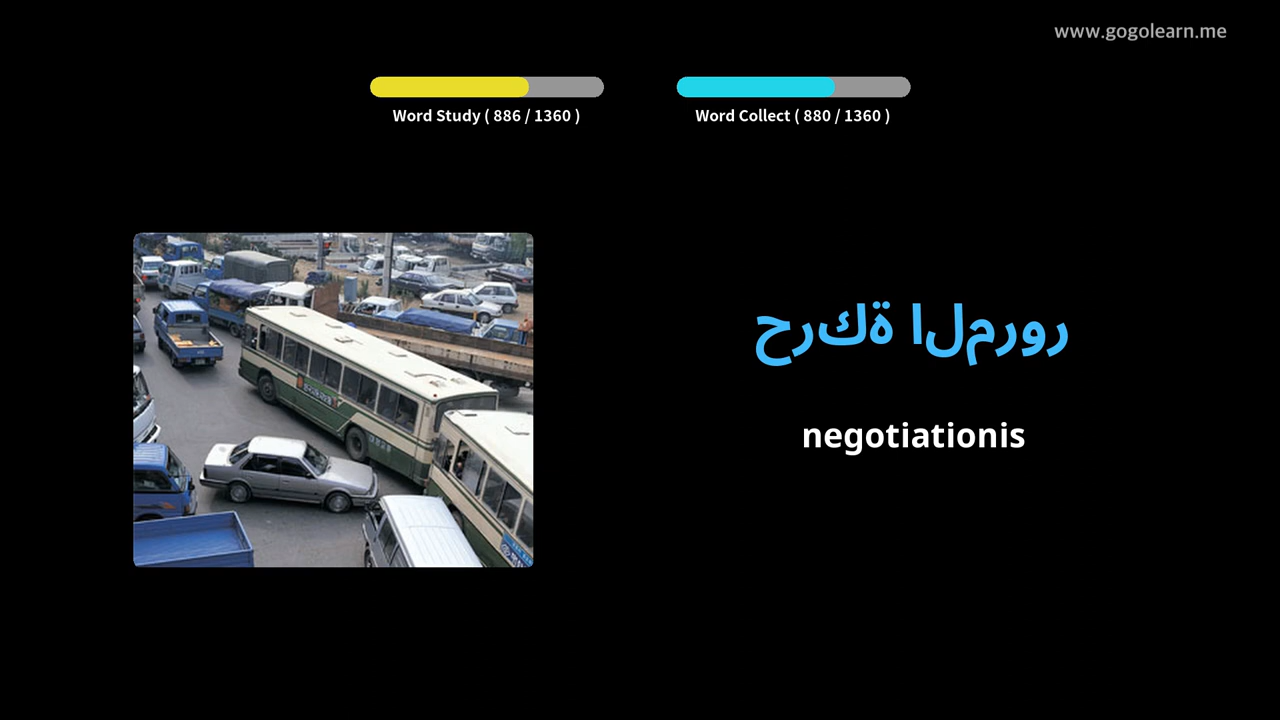 www.gogolearn.me
Word Study ( 886 / 1360 )
Word Collect ( 880 / 1360 )
حركة المرور
negotiationis